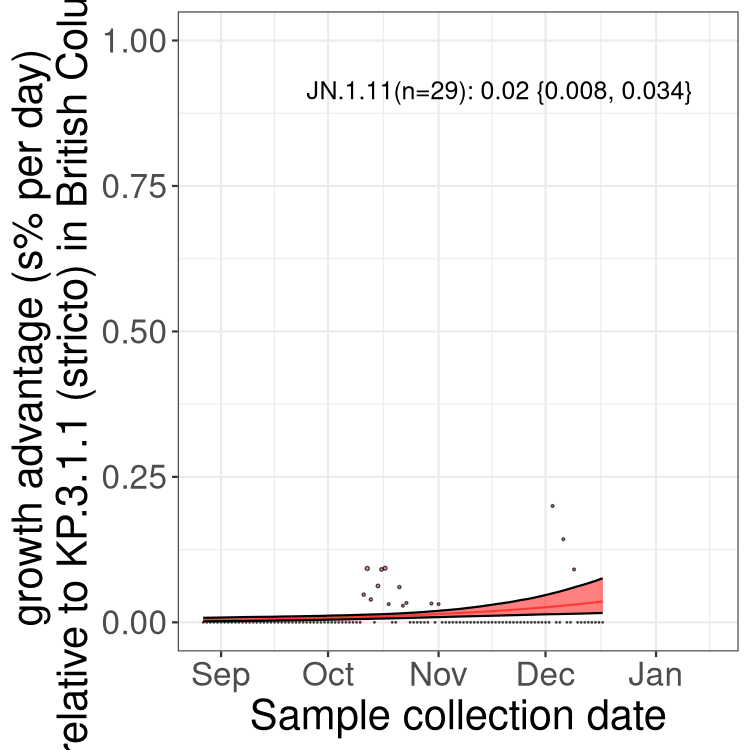 growth advantage (s% per day)
relative to KP.3.1.1 (stricto) in British Colu
1.00
0.75
0.50
0.25
0.00
JN.1.11(n=29): 0.02 {0.008, 0.034}
Sep Oct Nov Dec Jan
Sample collection date